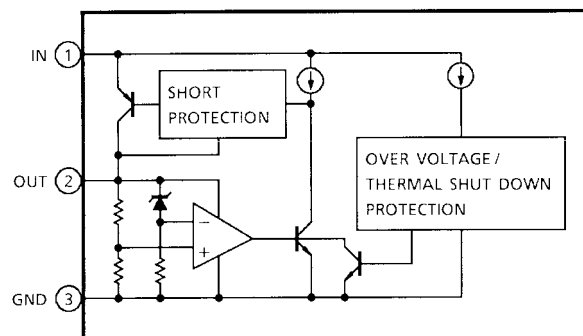 IN 1
SHORT
PROTECTION
OVER VOLTAGE /
THERMAL SHUT DOWN
PROTECTION
OUT 2
−
+
GND 3